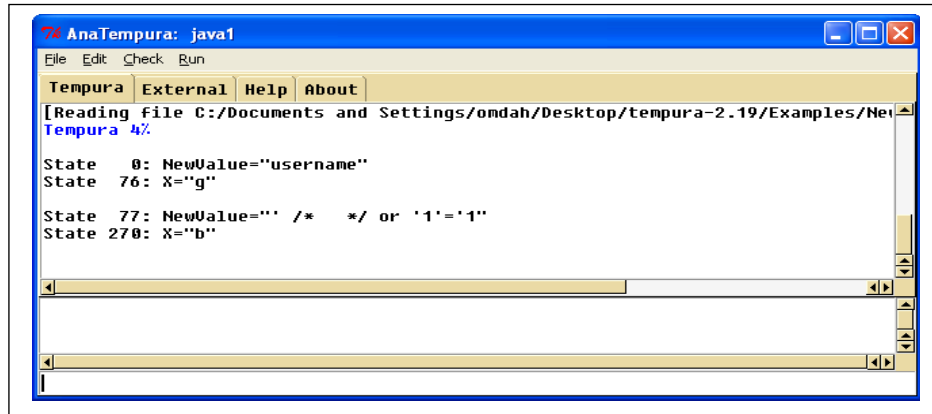 AnaTempura: java1
File Edit Check Run
Tempura External Help About
[Reading file C:/Documents and Settings/omdah/Desktop/tempura-2.19/Examples/Ne
Tempura 4%
State 0: NewValue="username"
State 76: X="g"
State 77: NewValue="' /* */ or '1'='1"
State 270: X="b"